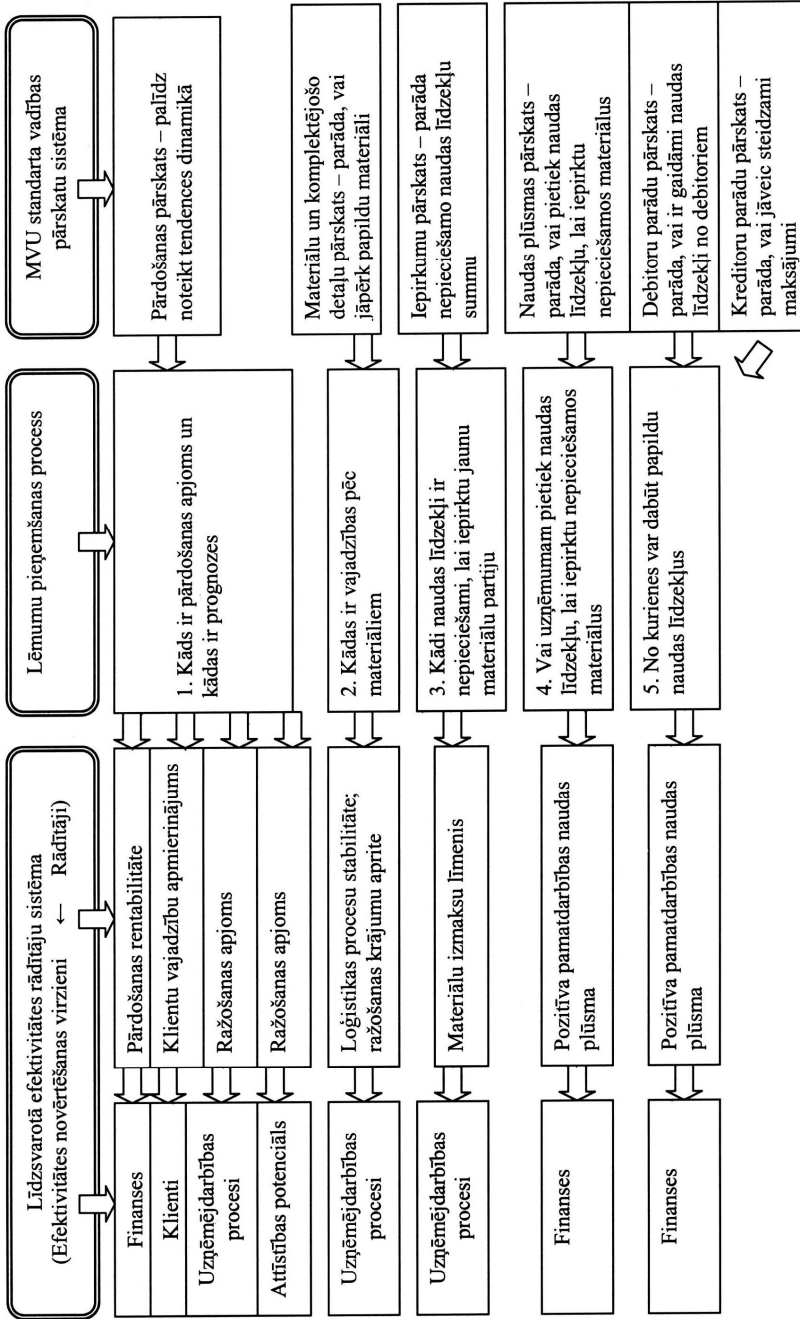 Līdzsvarotā efektivitātes rādītāju sistēma
(Efektivitātes novērtēšanas virzieni ← Rādītāji)
Lēmumu pieņemšanas process
MVU standarta vadības
pārskatu sistēma
Finanses
Klienti
Uzņēmējdarbības
procesi
Attīstības potenciāls
Pārdošanas rentabilitāte
Klientu vajadzību apmierinājums
Ražošanas apjoms
Ražošanas apjoms
1. Kāds ir pārdošanas apjoms un
kādas ir prognozes
Pārdošanas pārskats – palīdz
noteikt tendences dinamikā
Uzņēmējdarbības
procesi
Loģistikas procesu stabilitāte;
ražošanas krājumu aprite
2. Kādas ir vajadzības pēc
materiāliem
Materiālu un komplektējošo
detaļu pārskats – parāda, vai
jāpērk papildu materiāli
Uzņēmējdarbības
procesi
Materiālu izmaksu līmenis
3. Kādi naudas līdzekļi ir
nepieciešami, lai iepirktu jaunu
materiālu partiju
Iepirkumu pārskats – parāda
nepieciešamo naudas līdzekļu
summu
Finanses
Pozitīva pamatdarbības naudas
plūsma
4. Vai uzņēmumam pietiek naudas
līdzekļu, lai iepirktu nepieciešamos
materiālus
Naudas plūsmas pārskats –
parāda, vai pietiek naudas
līdzekļu, lai iepirktu
nepieciešamos materiālus
Finanses
Pozitīva pamatdarbības naudas
plūsma
5. No kurienes var dabūt papildu
naudas līdzekļus
Debitoru parādu pārskats –
parāda, vai ir gaidāmi naudas
līdzekļi no debitoriem
Kreditoru parādu pārskats –
parāda, vai jāveic steidzami
maksājumi